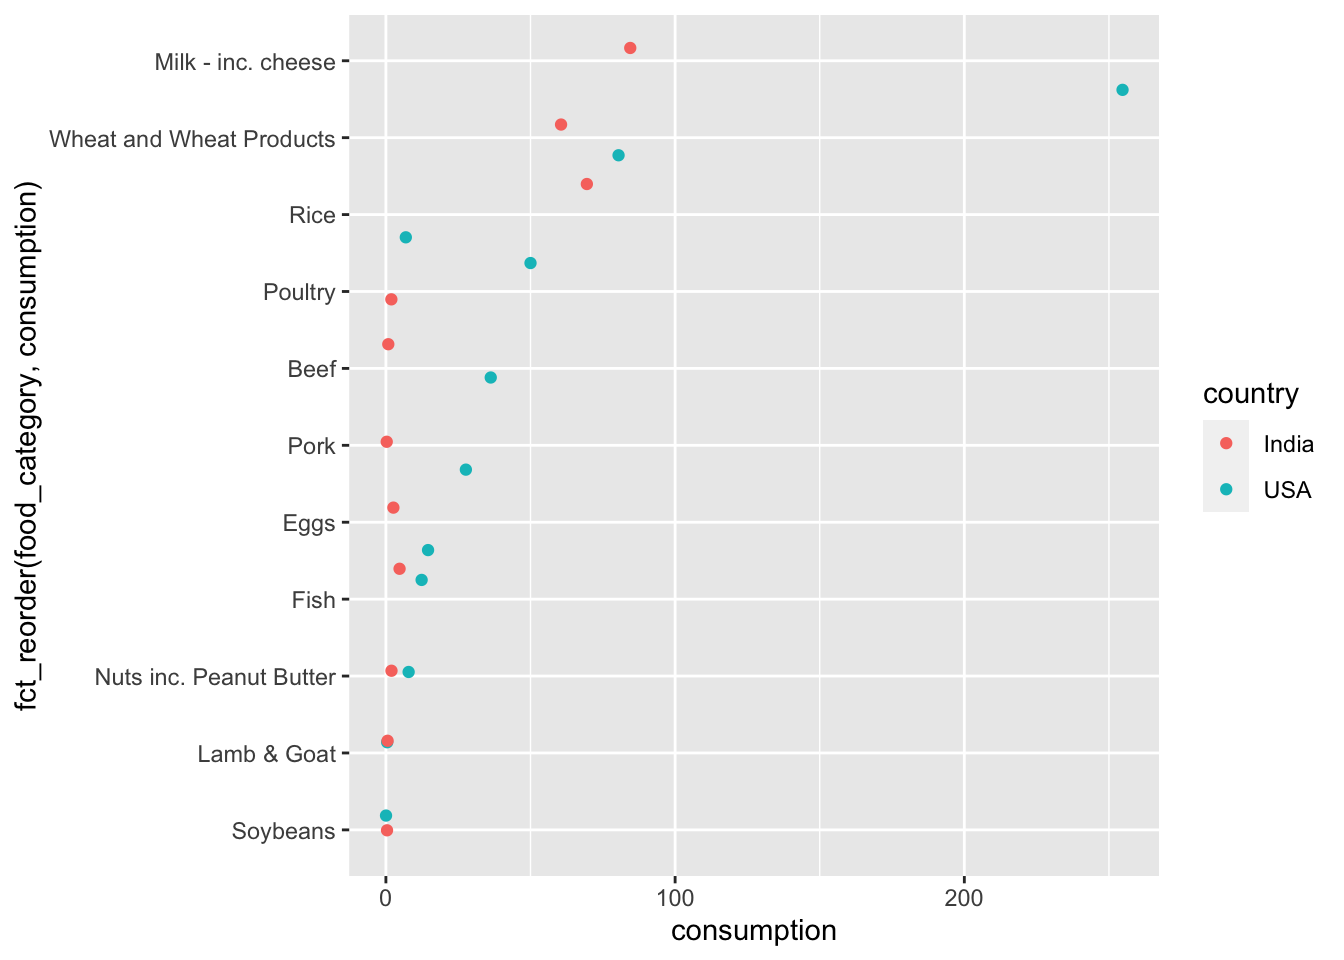 fct_reorder(food_category, consumption)
Milk - inc. cheese
Wheat and Wheat Products
Rice
Poultry
Beef
Pork
Eggs
Fish
Nuts inc. Peanut Butter
Lamb & Goat
Soybeans
0
100
200
consumption
country
India
USA